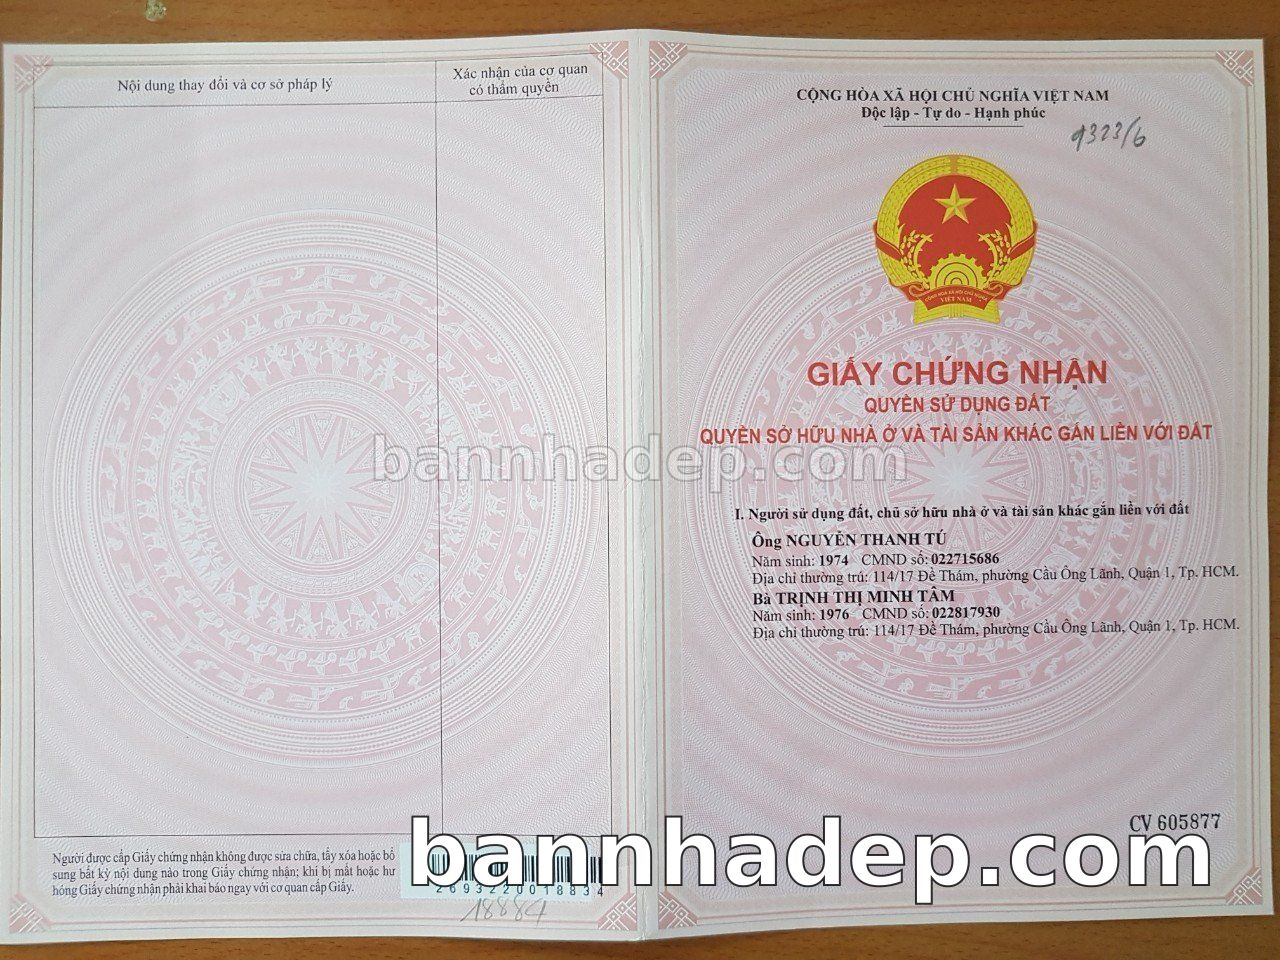 Nội dung thay đổi và cơ sở pháp lý
Xác nhận của cơ quan
có thẩm quyền
Người được cấp Giấy chứng nhận không được sửa chữa, tẩy xóa hoặc bổ
sung bất kỳ nội dung nào trong Giấy chứng nhận; khi bị mất hoặc hư
hỏng Giấy chứng nhận phải khai báo ngay với cơ quan cấp Giấy.
18884
CỘNG HÒA XÃ HỘI CHỦ NGHĨA VIỆT NAM
Độc lập - Tự do - Hạnh phúc
9323/6
CỘNG HÒA XÃ HỘI CHỦ NGHĨA
VIỆT NAM
GIẤY CHỨNG NHẬN
QUYỀN SỬ DỤNG ĐẤT
QUYỀN SỞ HỮU NHÀ Ở VÀ TÀI SẢN KHÁC GẮN LIỀN VỚI ĐẤT
bannhadep.com
I. Người sử dụng đất, chủ sở hữu nhà ở và tài sản khác gắn liền với đất
Ông NGUYỄN THANH TÚ
Năm sinh: 1974 CMND số: 022715686
Địa chỉ thường trú: 114/17 Đề Thám, phường Cầu Ông Lãnh, Quận 1, Tp. HCM.
Bà TRỊNH THỊ MINH TÂM
Năm sinh: 1976 CMND số: 022817930
Địa chỉ thường trú: 114/17 Đề Thám, phường Cầu Ông Lãnh, Quận 1, Tp. HCM.
CV 605877
bannhadep.com